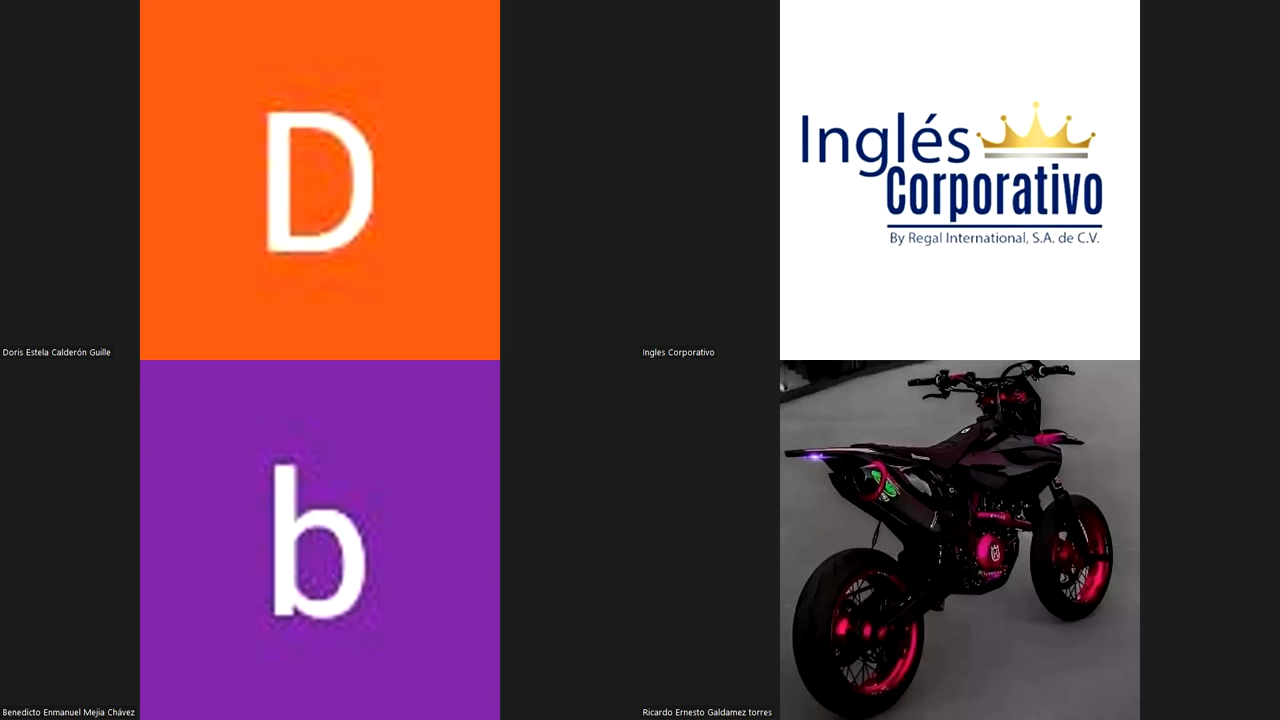 D
Inglés
Corporativo
By Regal International, S.A. de C.V.
Doris Estela Calderón Guille
Ingles Corporativo
b
Benedicto Enmanuel Mejia Chávez
Ricardo Ernesto Galdamez torres